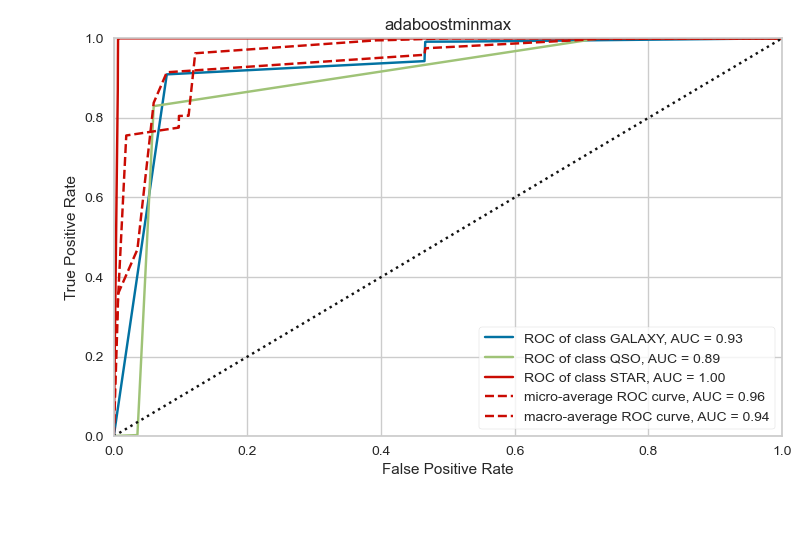 adaboostminmax
1.0
0.8
0.6
0.4
0.2
0.0
True Positive Rate
ROC of class GALAXY, AUC = 0.93
ROC of class QSO, AUC = 0.89
ROC of class STAR, AUC = 1.00
micro-average ROC curve, AUC = 0.96
macro-average ROC curve, AUC = 0.94
0.0 0.2 0.4 0.6 0.8 1.0
False Positive Rate